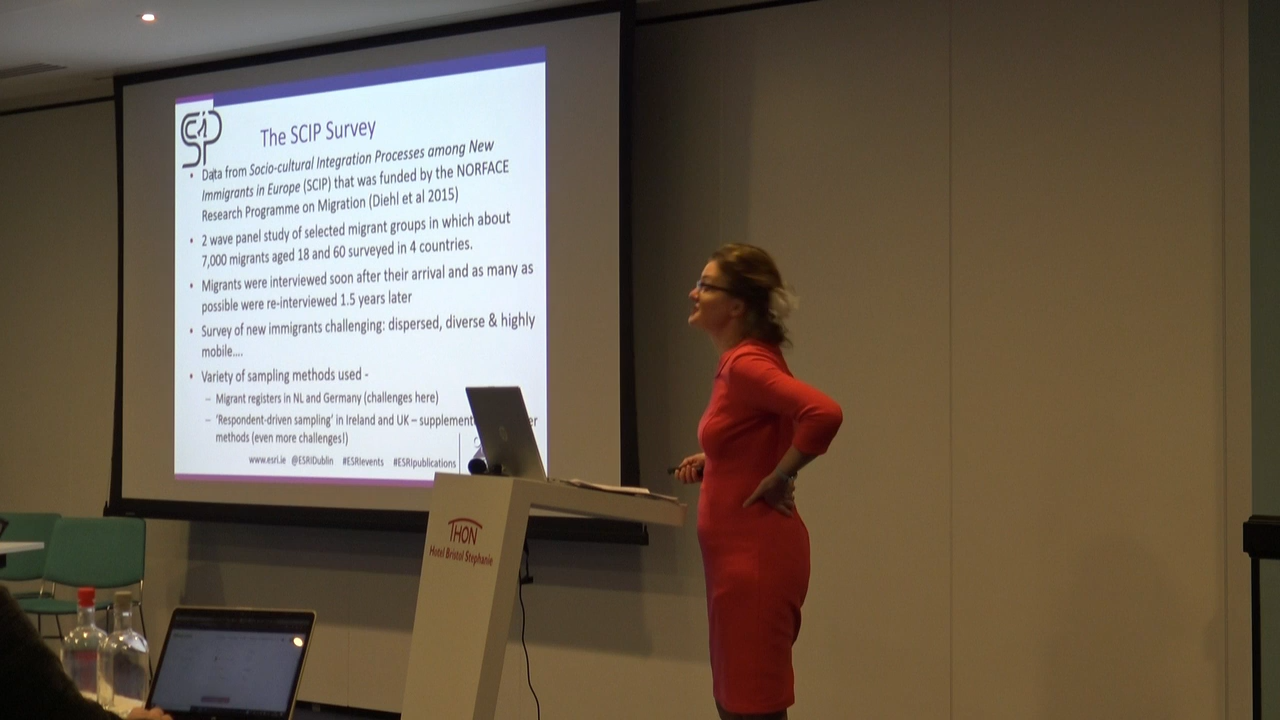 SCIP
The SCIP Survey
• Data from Socio-cultural Integration Processes among New
Immigrants in Europe (SCIP) that was funded by the NORFACE
Research Programme on Migration (Diehl et al 2015)
• 2 wave panel study of selected migrant groups in which about
7,000 migrants aged 18 and 60 surveyed in 4 countries.
• Migrants were interviewed soon after their arrival and as many as
possible were re-interviewed 1.5 years later
• Survey of new immigrants challenging: dispersed, diverse & highly
mobile....
• Variety of sampling methods used -
– Migrant registers in NL and Germany (challenges here)
– 'Respondent-driven sampling' in Ireland and UK – supplement
methods (even more challenges!)
www.esri.ie @ESRIDublin #ESRIevents #ESRIpublications
THON
Hotel Bristol Stephanie